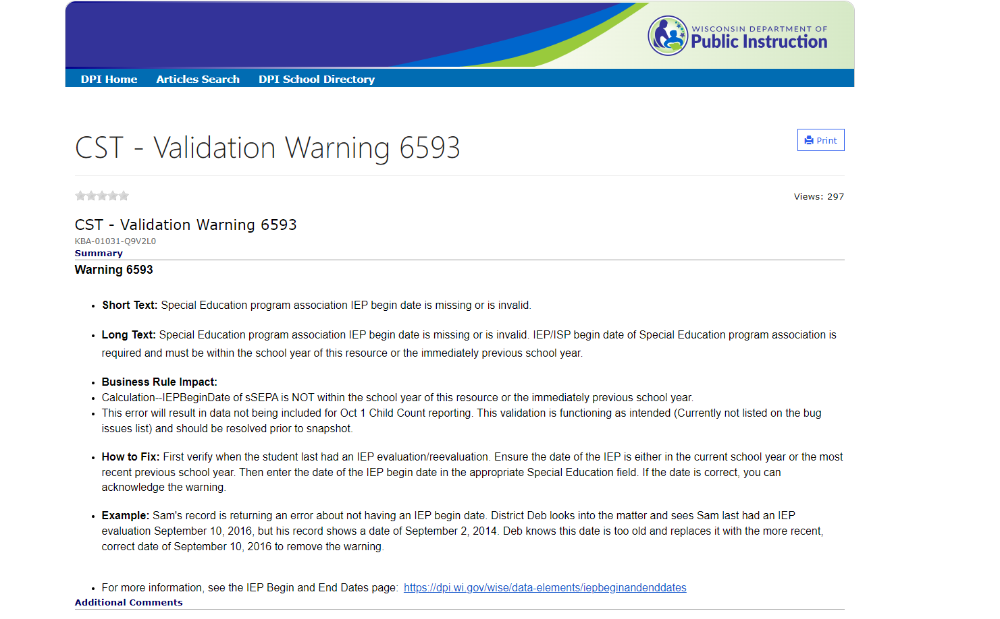 WISCONSIN DEPARTMENT OF
Public Instruction
DPI Home Articles Search DPI School Directory
CST - Validation Warning 6593
Print
Views: 297
CST - Validation Warning 6593
KBA-01031-Q9V2L0
Summary
Warning 6593
• Short Text: Special Education program association IEP begin date is missing or is invalid.
• Long Text: Special Education program association IEP begin date is missing or is invalid. IEP/ISP begin date of Special Education program association is
required and must be within the school year of this resource or the immediately previous school year.
• Business Rule Impact:
• Calculation--IEPBeginDate of sSEPA is NOT within the school year of this resource or the immediately previous school year.
• This error will result in data not being included for Oct 1 Child Count reporting. This validation is functioning as intended (Currently not listed on the bug
issues list) and should be resolved prior to snapshot.
• How to Fix: First verify when the student last had an IEP evaluation/reevaluation. Ensure the date of the IEP is either in the current school year or the most
recent previous school year. Then enter the date of the IEP begin date in the appropriate Special Education field. If the date is correct, you can
acknowledge the warning.
• Example: Sam's record is returning an error about not having an IEP begin date. District Deb looks into the matter and sees Sam last had an IEP
evaluation September 10, 2016, but his record shows a date of September 2, 2014. Deb knows this date is too old and replaces it with the more recent,
correct date of September 10, 2016 to remove the warning.
• For more information, see the IEP Begin and End Dates page: https://dpi.wi.gov/wise/data-elements/iepbeginandenddates
Additional Comments